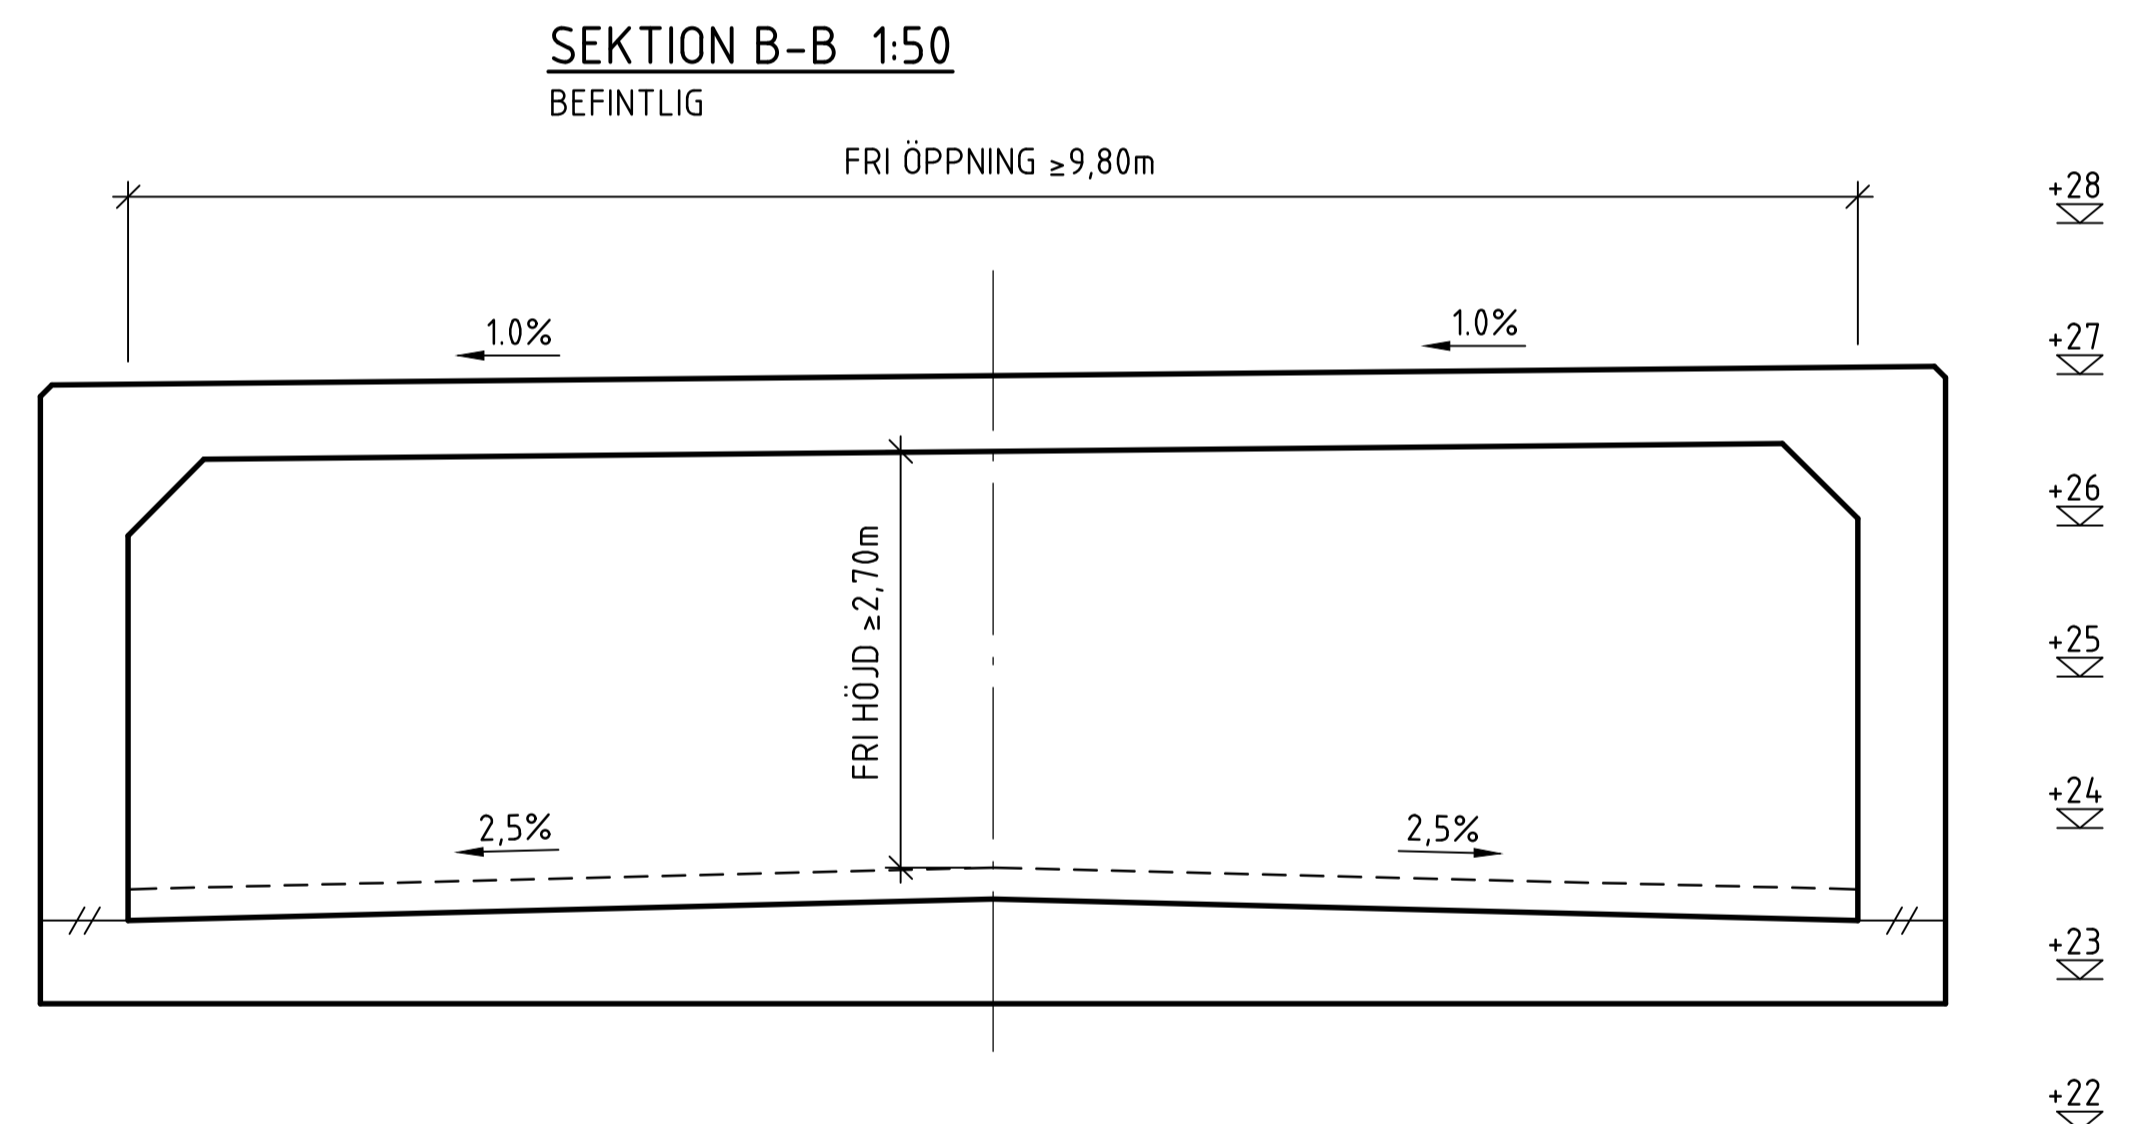 SEKTION B-B 1:50
BEFINTLIG
FRI ÖPPNING ≥9,80m
+28
1.0%
1.0%
+27
+26
FRI HÖJD ≥2,70m
+25
2,5%
2,5%
+24
+23
+22